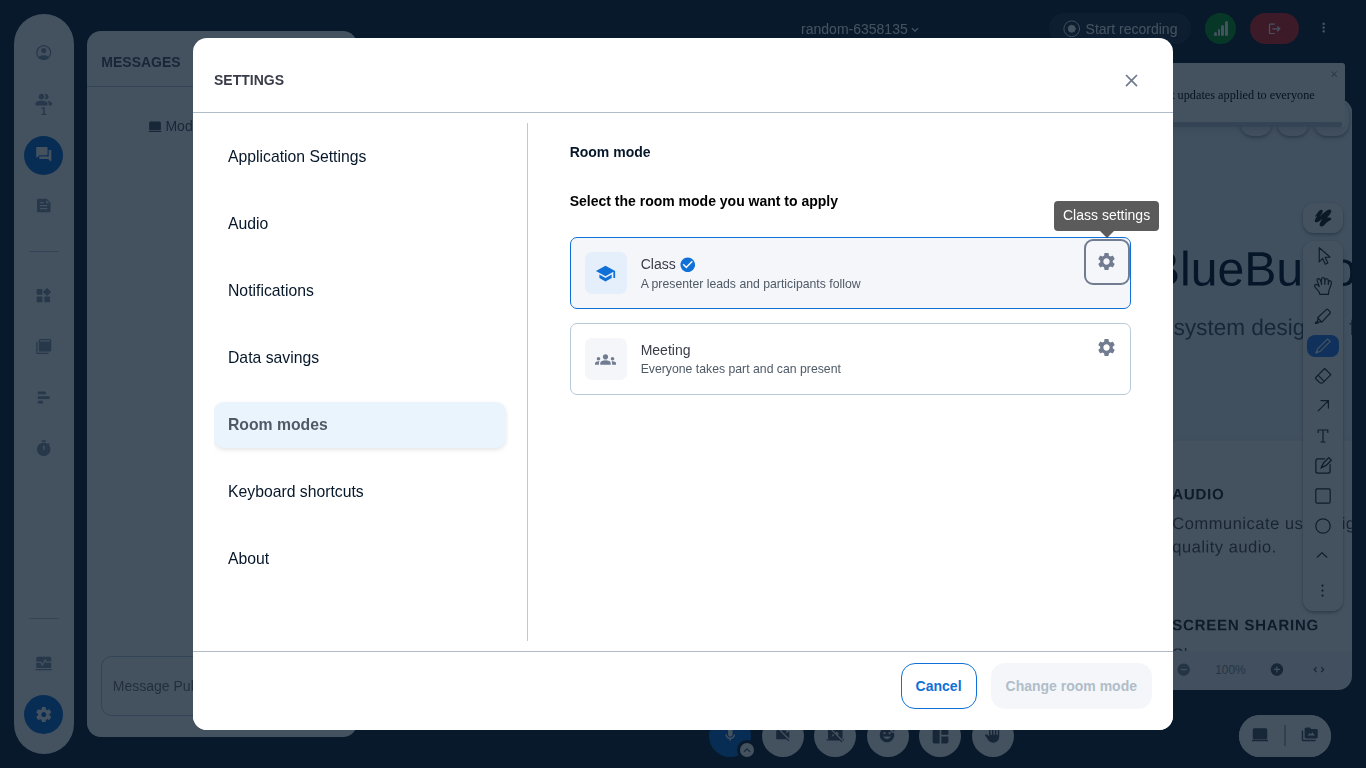 random-6358135
Start recording
MESSAGES
SETTINGS
updates applied to everyone
1
Application Settings
Room mode
Audio
Select the room mode you want to apply
Class settings
Class
A presenter leads and participants follow
Notifications
Meeting
Everyone takes part and can present
Data savings
Room modes
Keyboard shortcuts
About
system desig
AUDIO
Communicate us
quality audio.
SCREEN SHARING
100%
Message Pu
Cancel
Change room mode